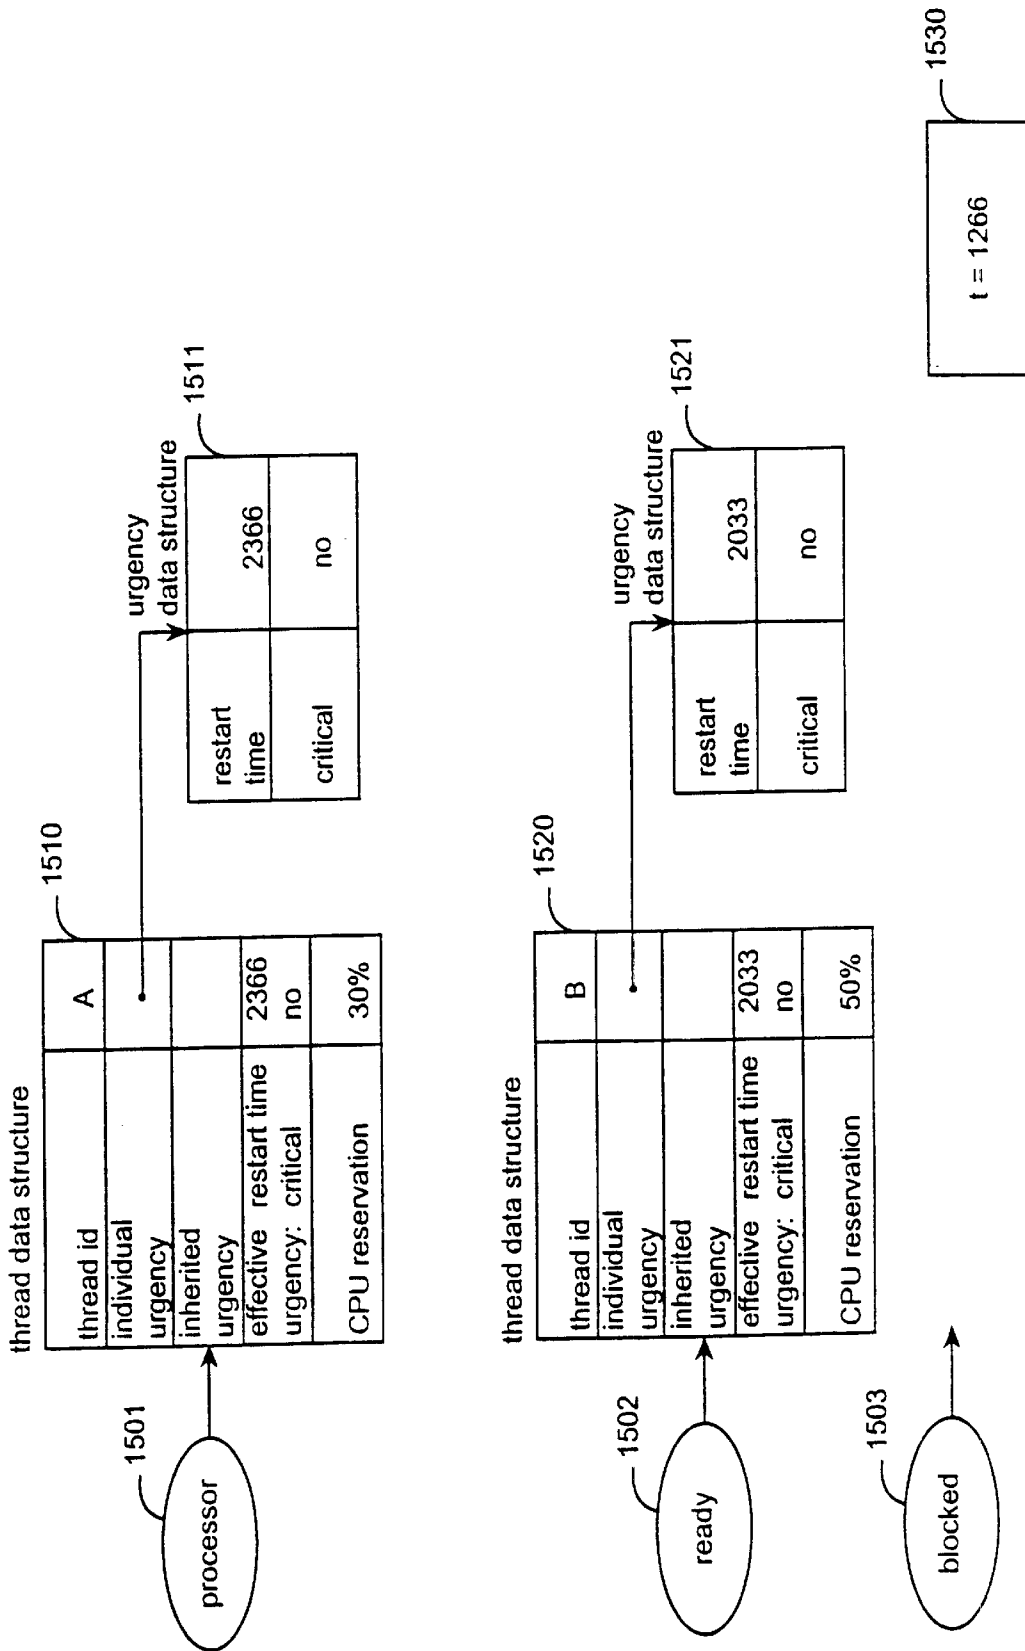 thread data structure
1510
thread id A
individual
urgency
inherited
urgency
effective restart time 2366
urgency: critical no
CPU reservation 30%
urgency
data structure
1511
restart
time 2366
critical no
1501
processor
thread data structure
1520
thread id B
individual
urgency
inherited
urgency
effective restart time 2033
urgency: critical no
CPU reservation 50%
urgency
data structure
1521
restart
time 2033
critical no
1502
ready
1503
blocked
1530
t = 1266